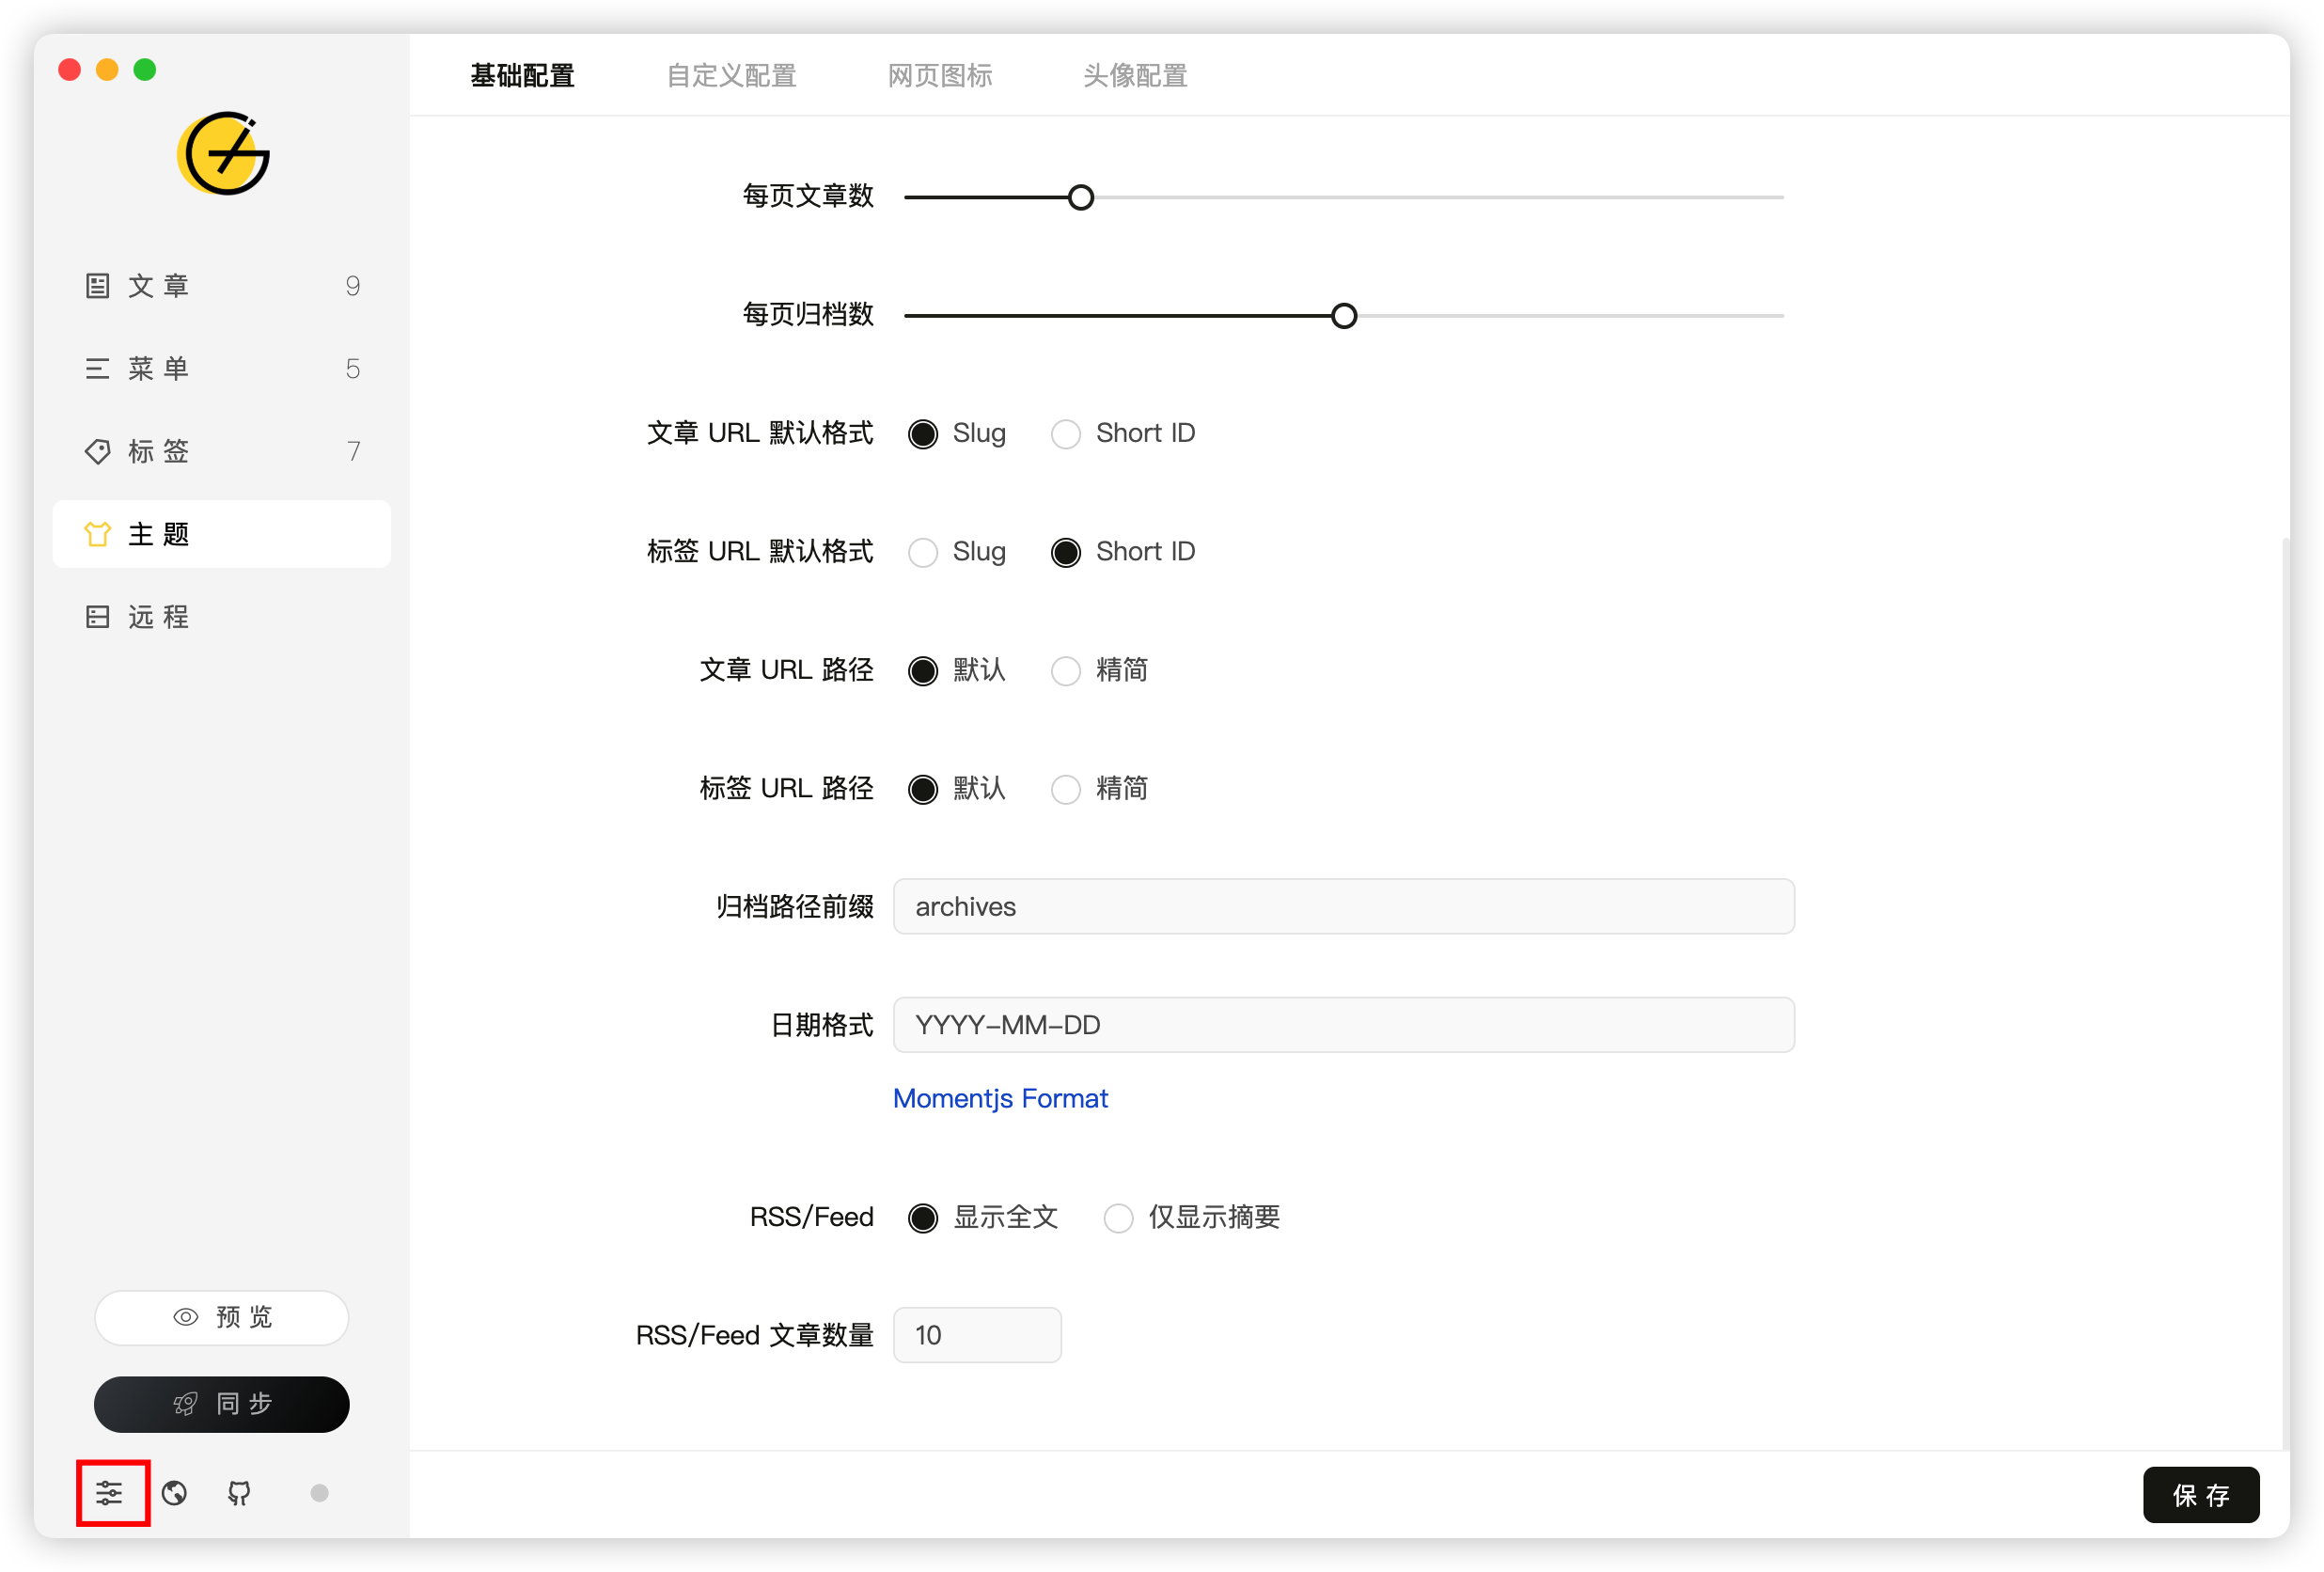 基础配置 自定义配置 网页图标 头像配置
文章 9
菜单 5
标签 7
主题
远程
预览
同步
每页文章数
每页归档数
文章 URL 默认格式 Slug Short ID
标签 URL 默认格式 Slug Short ID
文章 URL 路径 默认 精简
标签 URL 路径 默认 精简
归档路径前缀 archives
日期格式 YYYY-MM-DD
Momentjs Format
RSS/Feed 显示全文 仅显示摘要
RSS/Feed 文章数量 10
保存